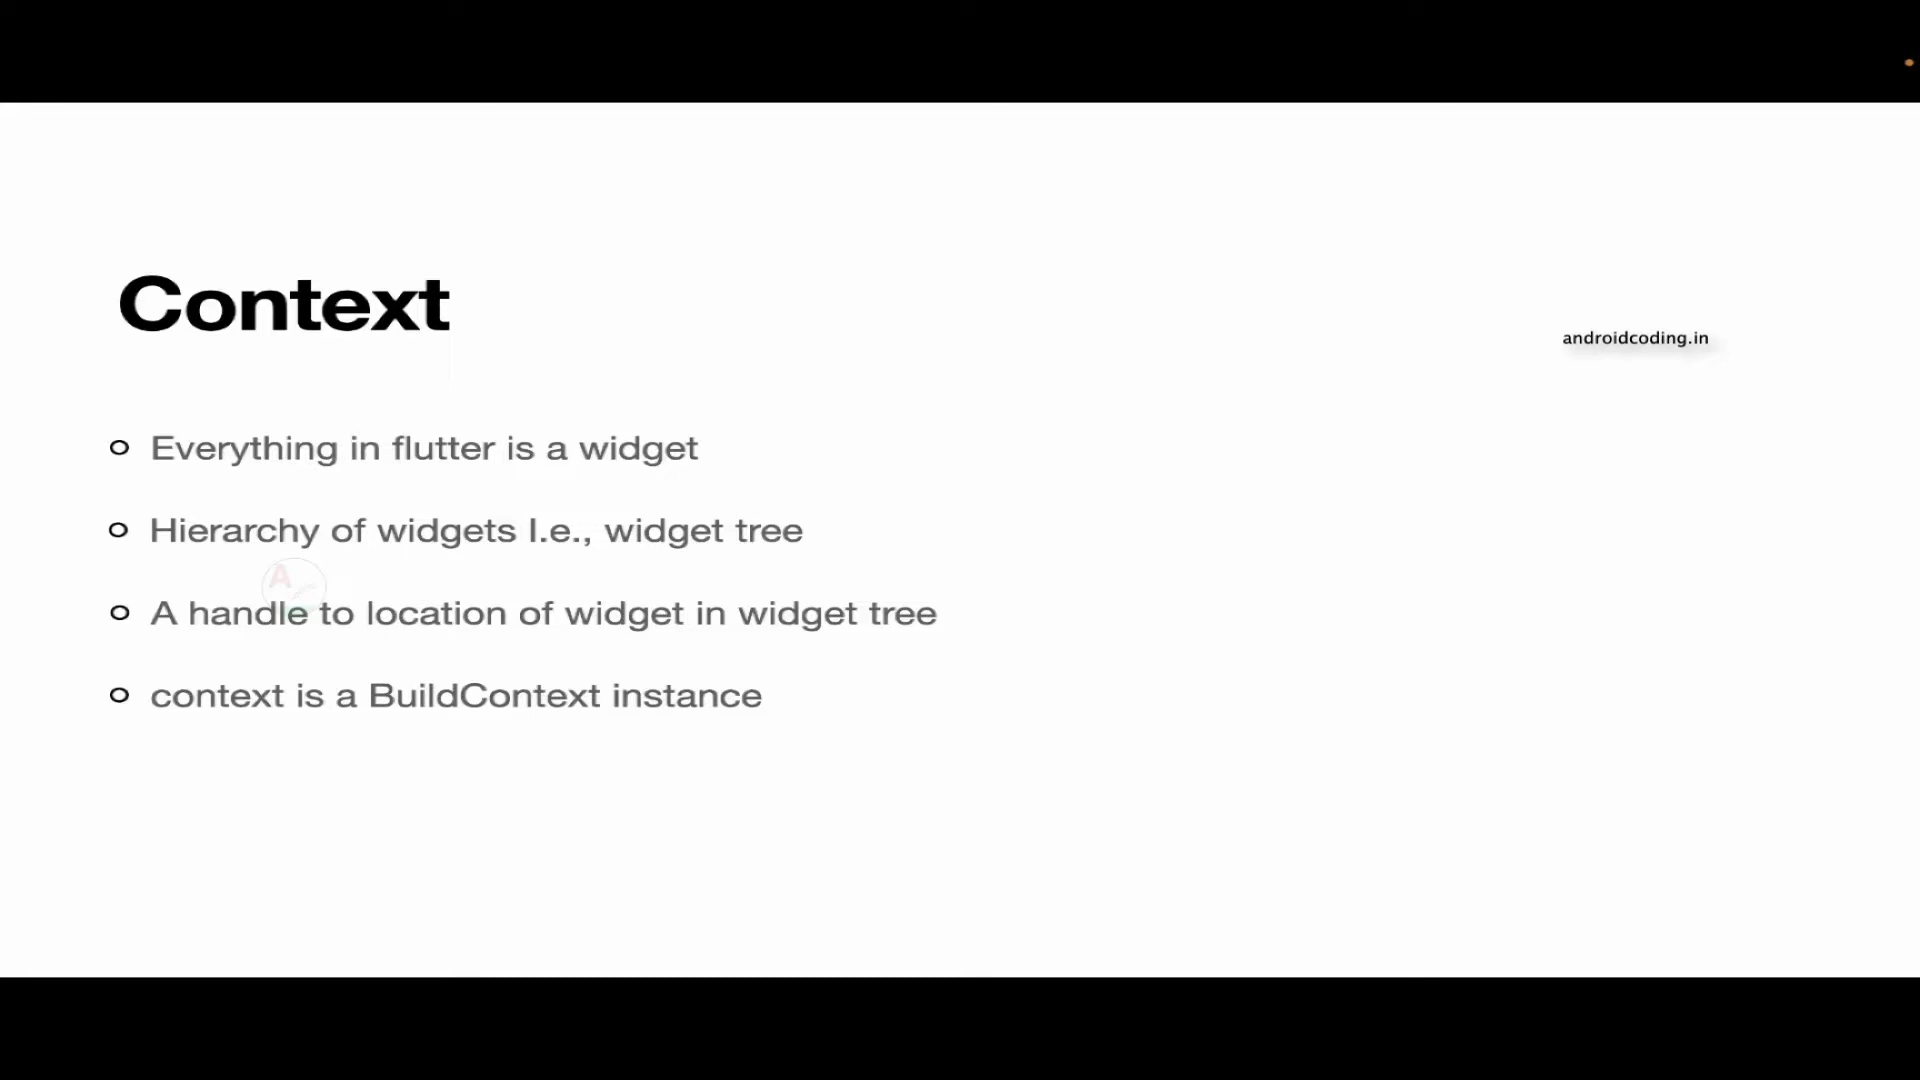 Context
androidcoding.in
Everything in flutter is a widget
Hierarchy of widgets I.e., widget tree
A
A handle to location of widget in widget tree
context is a BuildContext instance